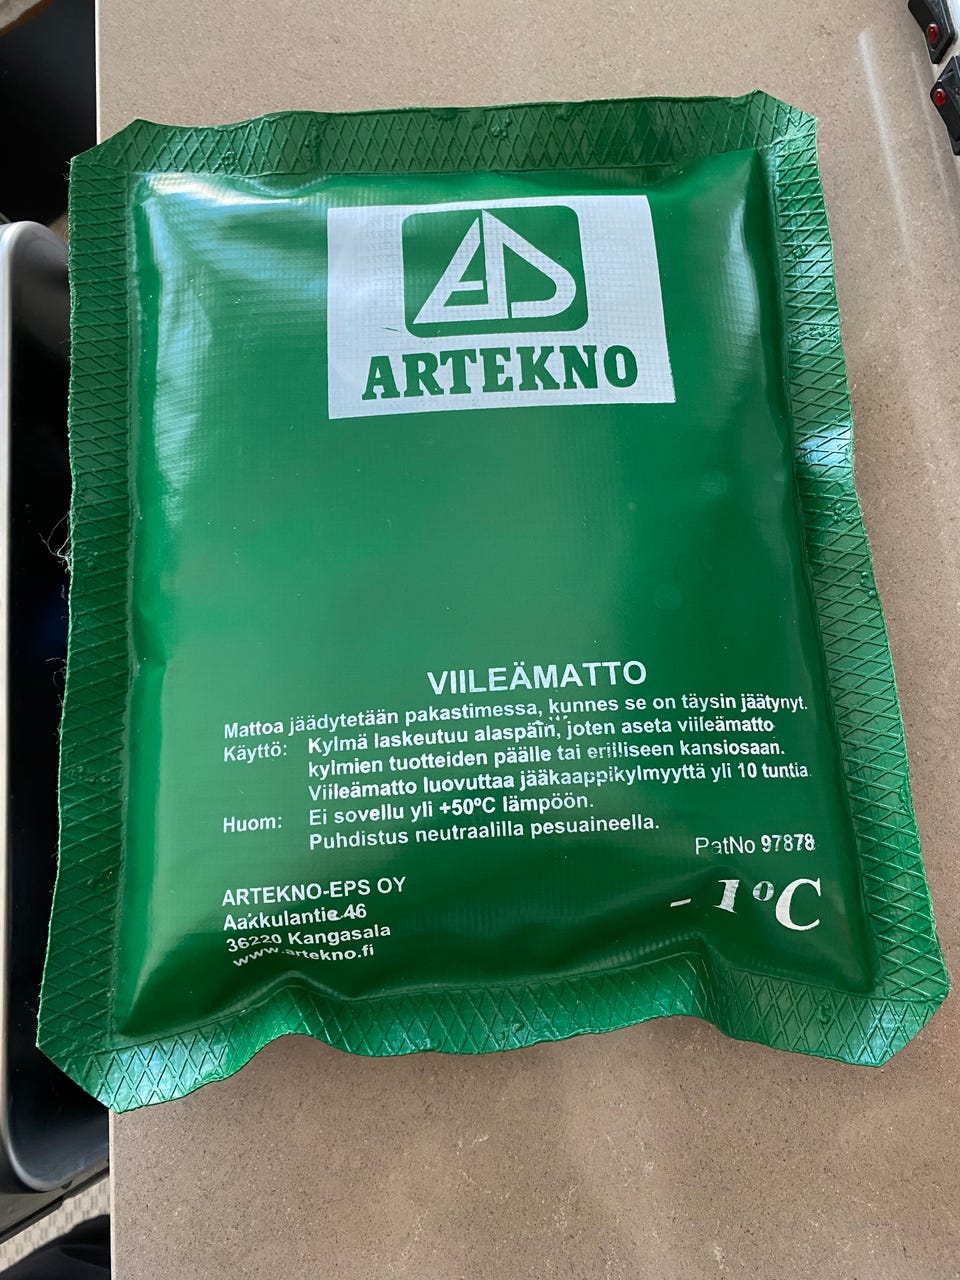 ARTEKNO
VIILEÄMATTO
Mattoa jäädytetään pakastimessa, kunnes se on täysin jäätynyt.
Käyttö: Kylmä laskeutuu alaspäin, joten aseta viileämatto
kylmien tuotteiden päälle tai erilliseen kansiosaan.
Viileämatto luovuttaa jääkaappikylmyyttä yli 10 tuntia.
Huom: Ei sovellu yli +50ºC lämpöön.
Puhdistus neutraalilla pesuaineella.
PatNo 97878
ARTEKNO-EPS OY
Aakkulantie 46
36220 Kangasala
www.artekno.fi
- 1ºC